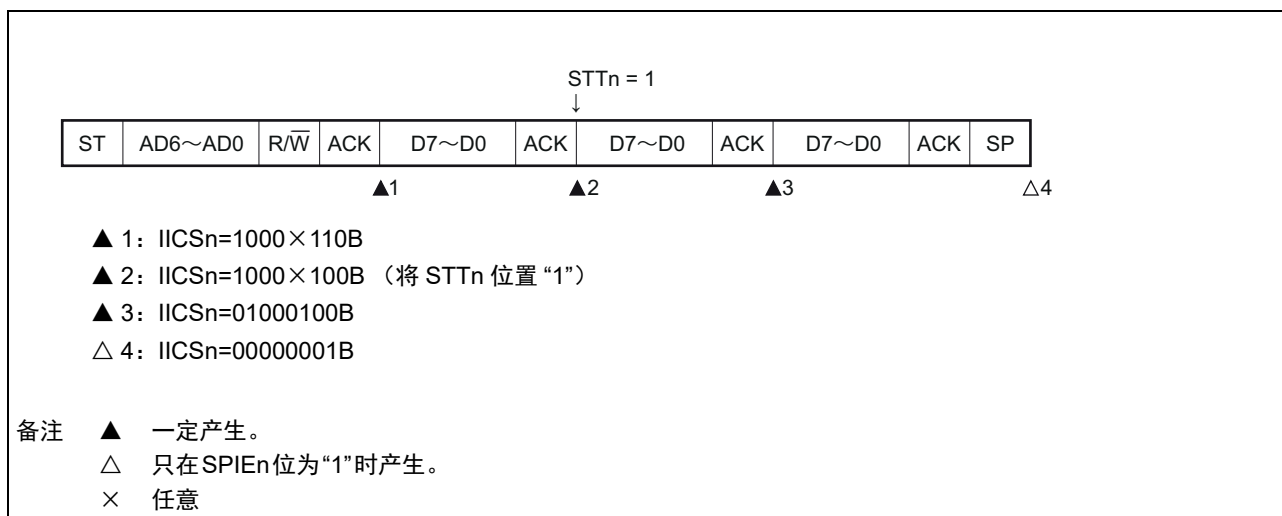 STTn = 1
↓
ST AD6～AD0 R/W̅ ACK D7～D0 ACK D7～D0 ACK D7～D0 ACK SP
▲1 ▲2 ▲3 △4
▲ 1：IICSn=1000×110B
▲ 2：IICSn=1000×100B （将 STTn 位置 “1”）
▲ 3：IICSn=01000100B
△ 4：IICSn=00000001B
备注 ▲ 一定产生。
△ 只在SPIEn位为“1”时产生。
× 任意